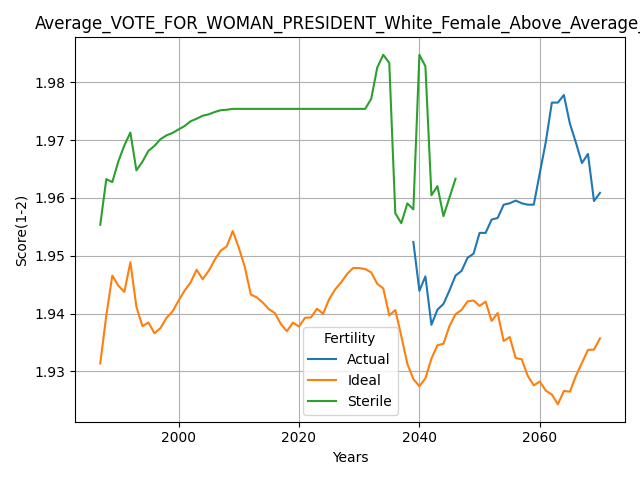 Average_VOTE_FOR_WOMAN_PRESIDENT_White_Female_Above_Average_
1.98
1.97
1.96
1.95
1.94
1.93
Score(1-2)
Fertility
Actual
Ideal
Sterile
2000 2020 2040 2060
Years